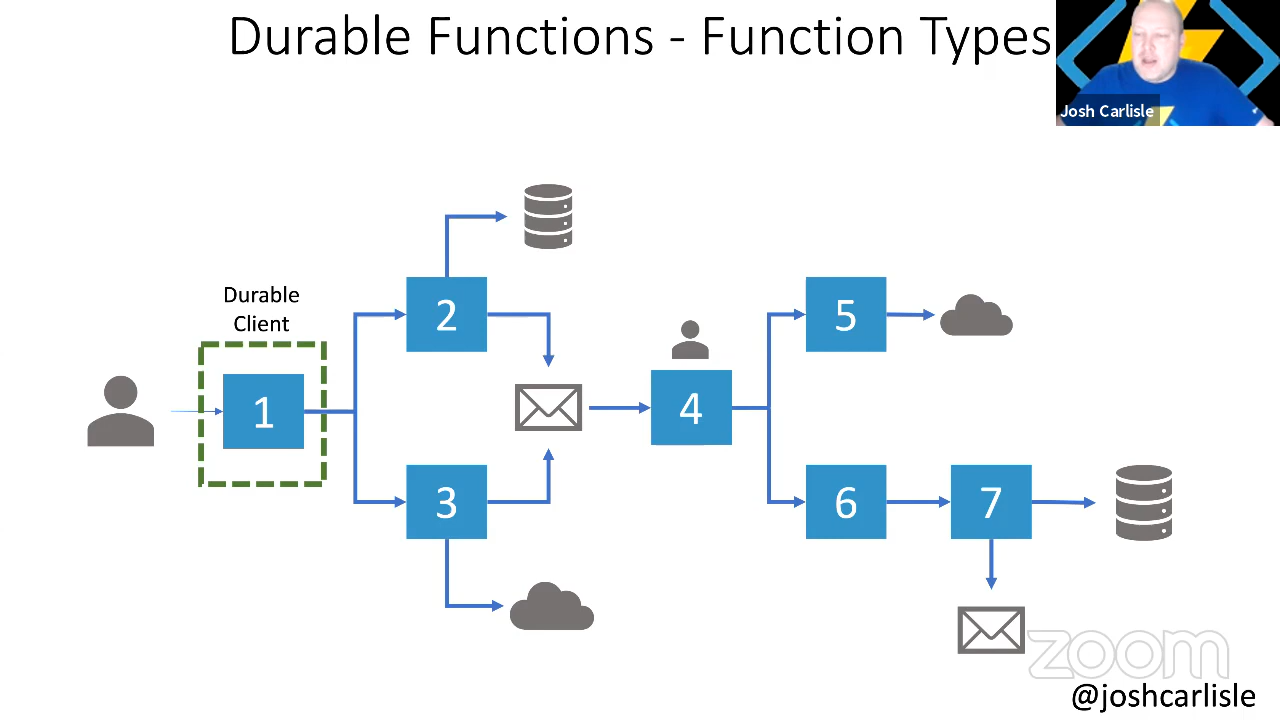 Durable Functions - Function Types
Josh Carlisle
Durable
Client
1
2
3
4
5
6
7
zoom
@joshcarlisle